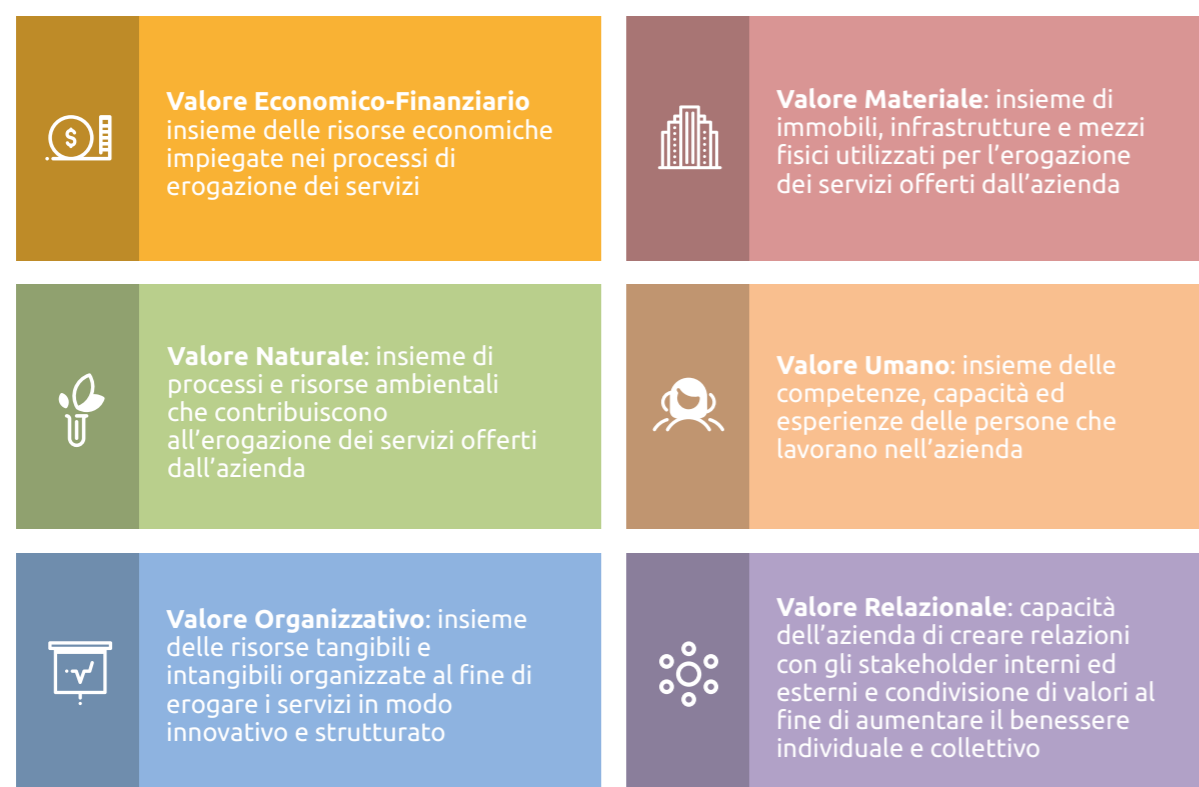 Valore Economico-Finanziario
insieme delle risorse economiche
impiegate nei processi di
erogazione dei servizi
Valore Materiale: insieme di
immobili, infrastrutture e mezzi
fisici utilizzati per l'erogazione
dei servizi offerti dall'azienda
Valore Naturale: insieme di
processi e risorse ambientali
che contribuiscono
all'erogazione dei servizi offerti
dall'azienda
Valore Umano: insieme delle
competenze, capacità ed
esperienze delle persone che
lavorano nell'azienda
Valore Organizzativo: insieme
delle risorse tangibili e
intangibili organizzate al fine di
erogare i servizi in modo
innovativo e strutturato
Valore Relazionale: capacità
dell'azienda di creare relazioni
con gli stakeholder interni ed
esterni e condivisione di valori al
fine di aumentare il benessere
individuale e collettivo